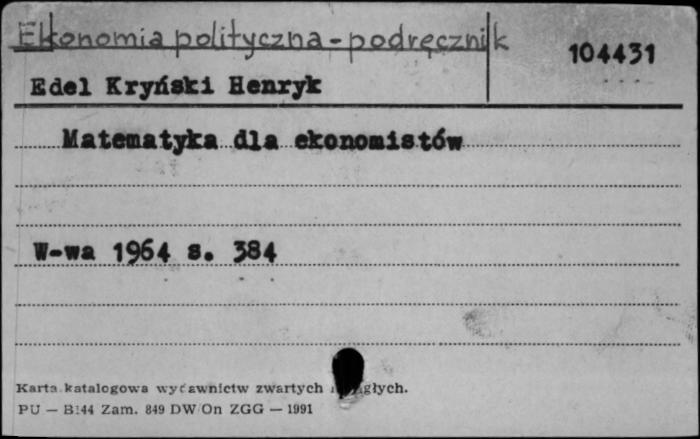 Ekonomia polityczna - podręcznik
104431
Edel Kryński Henryk
Matematyka dla ekonomistów
W-wa 1964 s. 384
Karta katalogowa wydawnictw zwartych i ciągłych.
PU — B144 Zam. 849 DW On ZGG — 1991